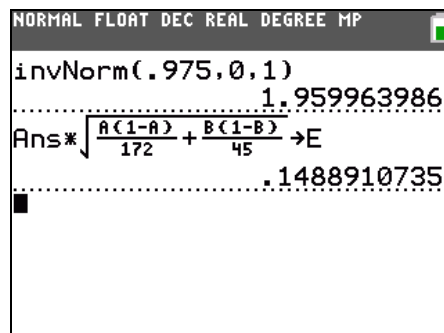 NORMAL FLOAT DEC REAL DEGREE MP
invNorm(.975,0,1)
1.959963986
Ans*√(A(1-A)/172+B(1-B)/45)→E
.1488910735